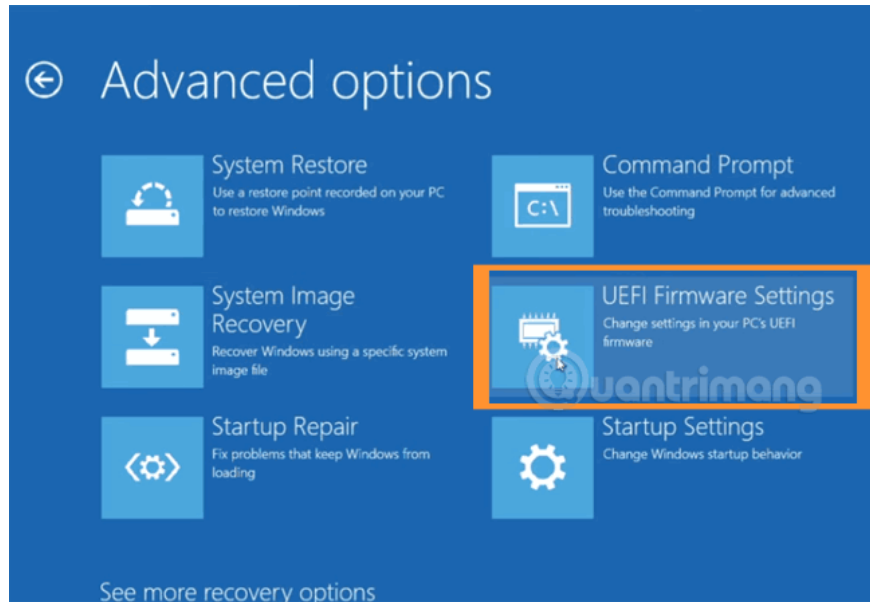 Advanced options
System Restore
Use a restore point recorded on your PC
to restore Windows
Command Prompt
Use the Command Prompt for advanced
troubleshooting
C:\
System Image
Recovery
Recover Windows using a specific system
image file
UEFI Firmware Settings
Change settings in your PC's UEFI
firmware
Quantrimang
Startup Repair
Fix problems that keep Windows from
loading
Startup Settings
Change Windows startup behavior
See more recovery options